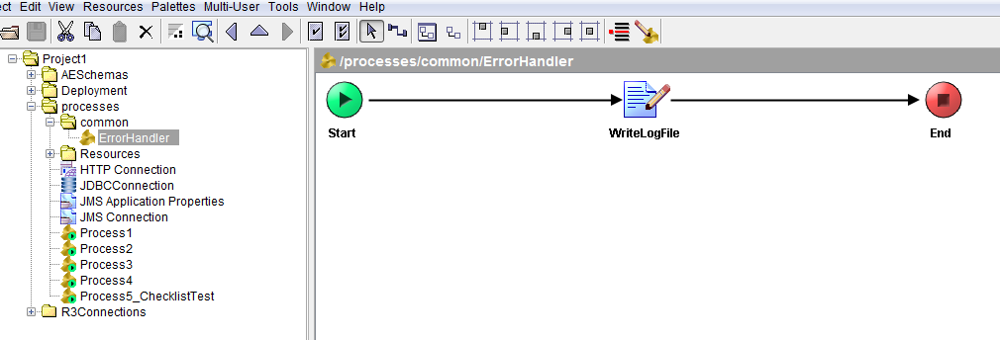 ect Edit View Resources Palettes Multi-User Tools Window Help
Project1
AESchemas
Deployment
processes
common
ErrorHandler
Resources
HTTP Connection
JDBCConnection
JMS Application Properties
JMS Connection
Process1
Process2
Process3
Process4
Process5_ChecklistTest
R3Connections
/processes/common/ErrorHandler
Start WriteLogFile End